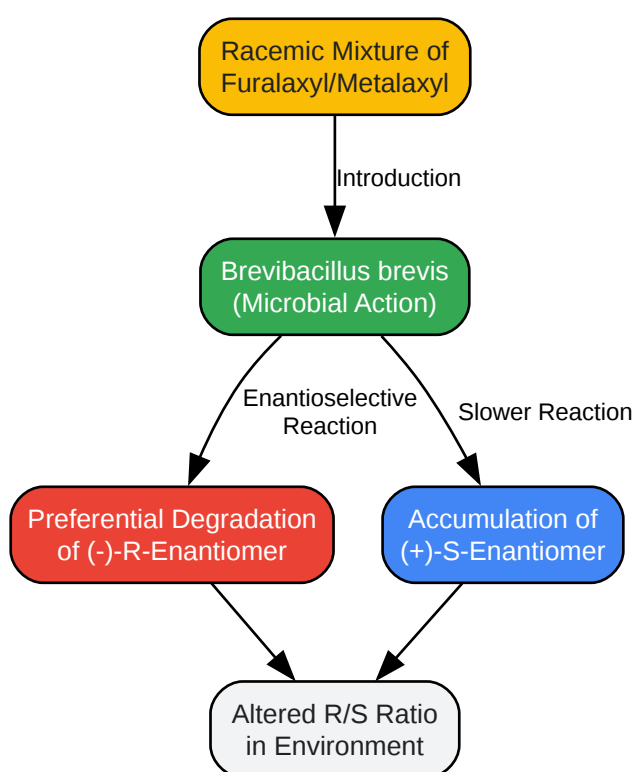 Racemic Mixture of
Furalaxyl/Metalaxyl
Introduction
Brevibacillus brevis
(Microbial Action)
Enantioselective
Reaction
Slower Reaction
Preferential Degradation
of (-)-R-Enantiomer
Accumulation of
(+)-S-Enantiomer
Altered R/S Ratio
in Environment